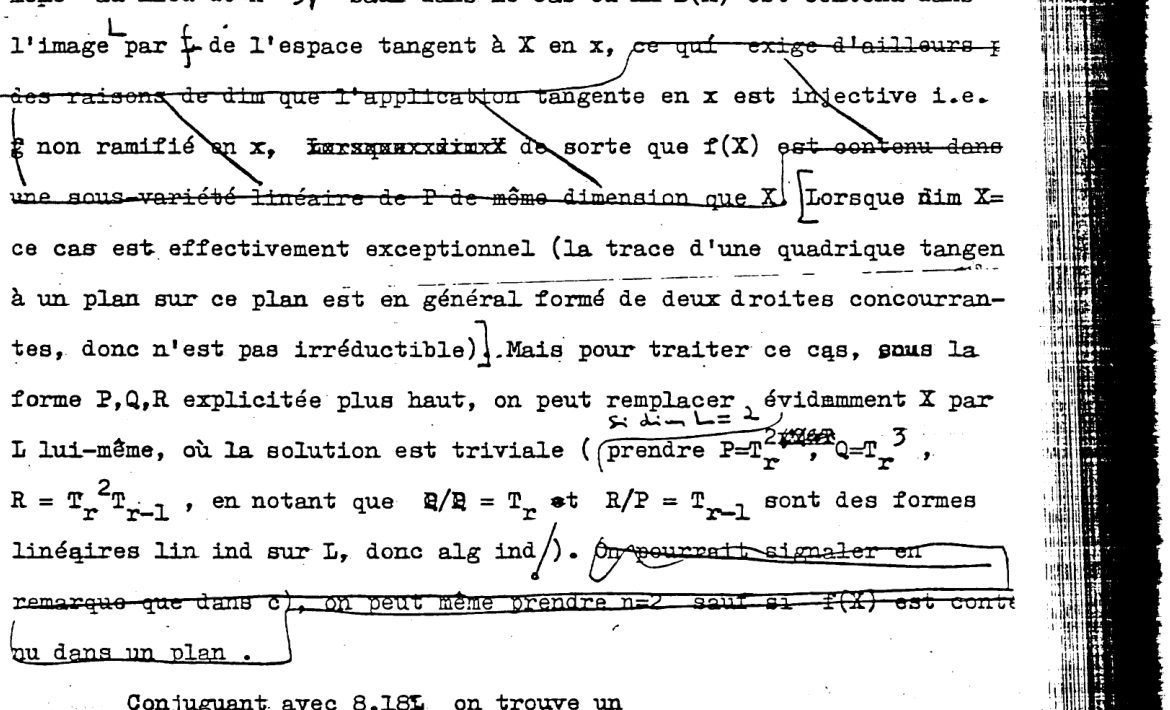 l'image par f de l'espace tangent à X en x, ce qui exige d'ailleurs
des raisons de dim que l'application tangente en x est injective i.e.
non ramifié en x, de sorte que f(X) est contenu dans
une sous-variété linéaire de P de même dimension que X. [Lorsque dim X=
ce cas est effectivement exceptionnel (la trace d'une quadrique tangen
à un plan sur ce plan est en général formé de deux droites concourran-
tes, donc n'est pas irréductible)]. Mais pour traiter ce cas, sous la
forme P,Q,R explicitée plus haut, on peut remplacer évidamment X par
si dim L = 2
L lui-même, où la solution est triviale (prendre P=T_r^2, Q=T_r^3 ,
R = T_r^2T_{r-1} , en notant que = T_r et R/P = T_{r-1} sont des formes
linéaires lin ind sur L, donc alg ind). On pourrait signaler en
remarque que dans c), on peut même prendre n=2 sauf si f(X) est conte
nu dans un plan .
Conjuguant avec 8.18 on trouve un